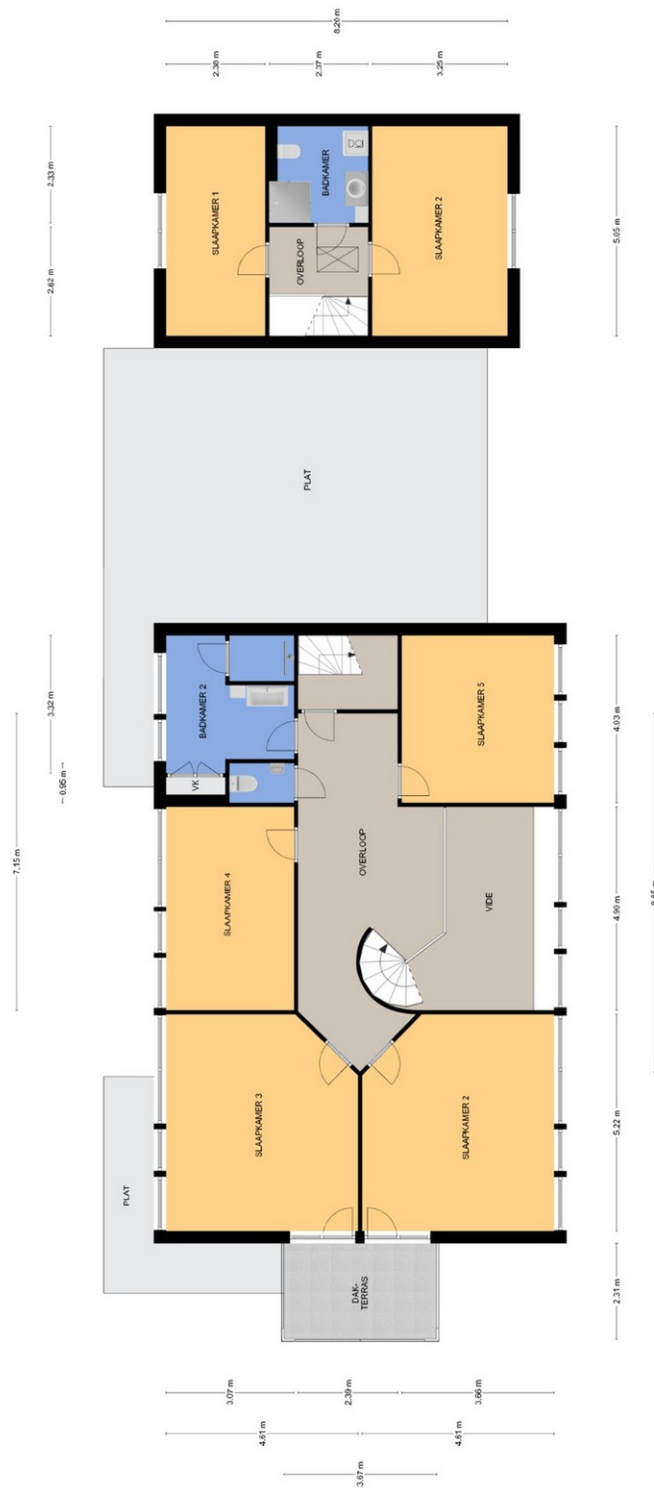 8.20 m
2.38 m
2.37 m
3.25 m
2.33 m
2.62 m
5.05 m
SLAAPKAMER 1
BADKAMER
SLAAPKAMER 2
OVERLOOP
PLAT
3.32 m
0.95 m
7.15 m
BADKAMER 2
VK
SLAAPKAMER 5
4.03 m
OVERLOOP
SLAAPKAMER 4
VIDE
4.90 m
SLAAPKAMER 3
SLAAPKAMER 2
5.22 m
PLAT
DAK-
TERRAS
2.31 m
3.07 m
2.39 m
3.66 m
4.61 m
4.61 m
3.67 m